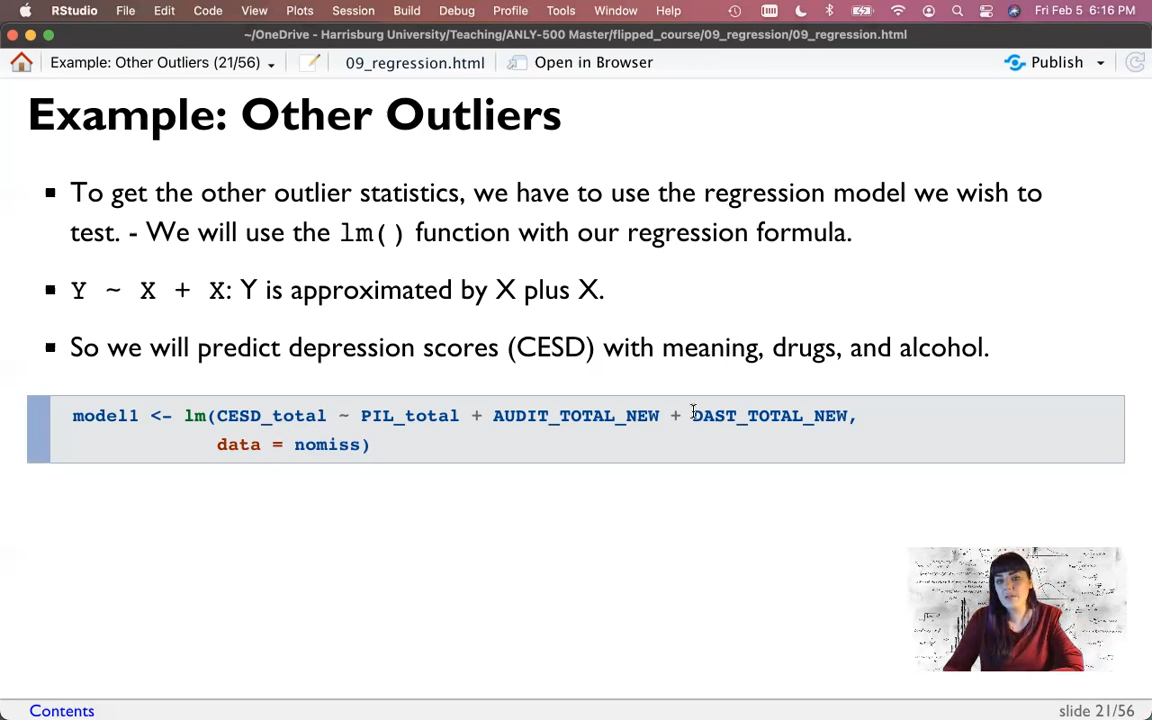 RStudio File Edit Code View Plots Session Build Debug Profile Tools Window Help Fri Feb 5 6:16 PM
~/OneDrive - Harrisburg University/Teaching/ANLY-500 Master/flipped_course/09_regression/09_regression.html
Example: Other Outliers (21/56) 09_regression.html Open in Browser Publish
Example: Other Outliers
▪ To get the other outlier statistics, we have to use the regression model we wish to
test. - We will use the lm() function with our regression formula.
▪ Y ~ X + X: Y is approximated by X plus X.
▪ So we will predict depression scores (CESD) with meaning, drugs, and alcohol.
model1 <- lm(CESD_total ~ PIL_total + AUDIT_TOTAL_NEW + DAST_TOTAL_NEW,
data = nomiss)
Contents slide 21/56